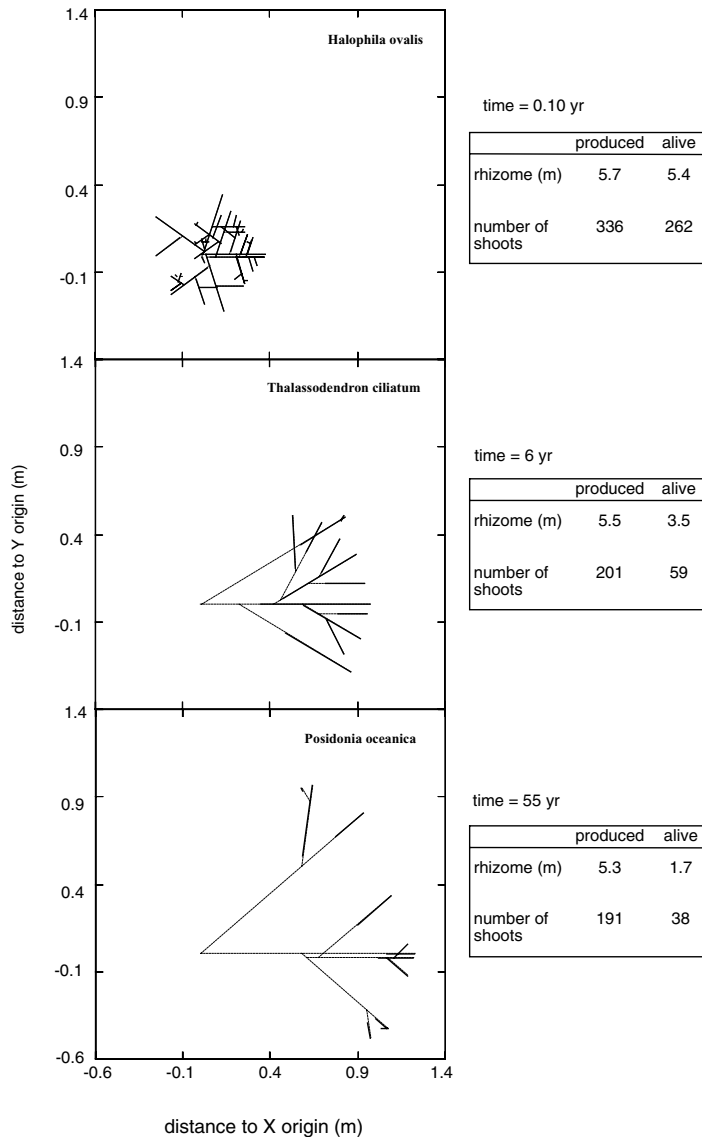 1.4
Halophila ovalis
0.9
0.4
-0.1
time = 0.10 yr
produced alive
rhizome (m) 5.7 5.4
number of shoots 336 262
1.4
Thalassodendron ciliatum
0.9
0.4
-0.1
time = 6 yr
produced alive
rhizome (m) 5.5 3.5
number of shoots 201 59
distance to Y origin (m)
1.4
Posidonia oceanica
0.9
0.4
-0.1
-0.6
time = 55 yr
produced alive
rhizome (m) 5.3 1.7
number of shoots 191 38
-0.6 -0.1 0.4 0.9 1.4
distance to X origin (m)